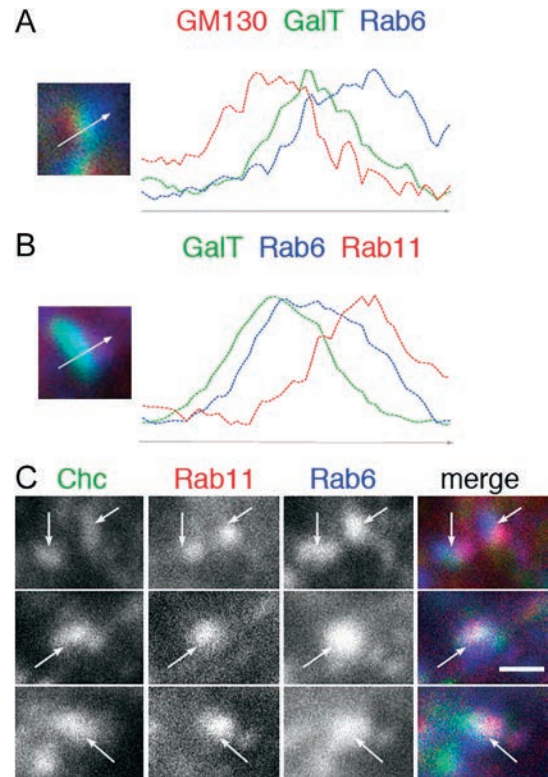 A
GM130 GalT Rab6
B
GalT Rab6 Rab11
C Chc Rab11 Rab6 merge